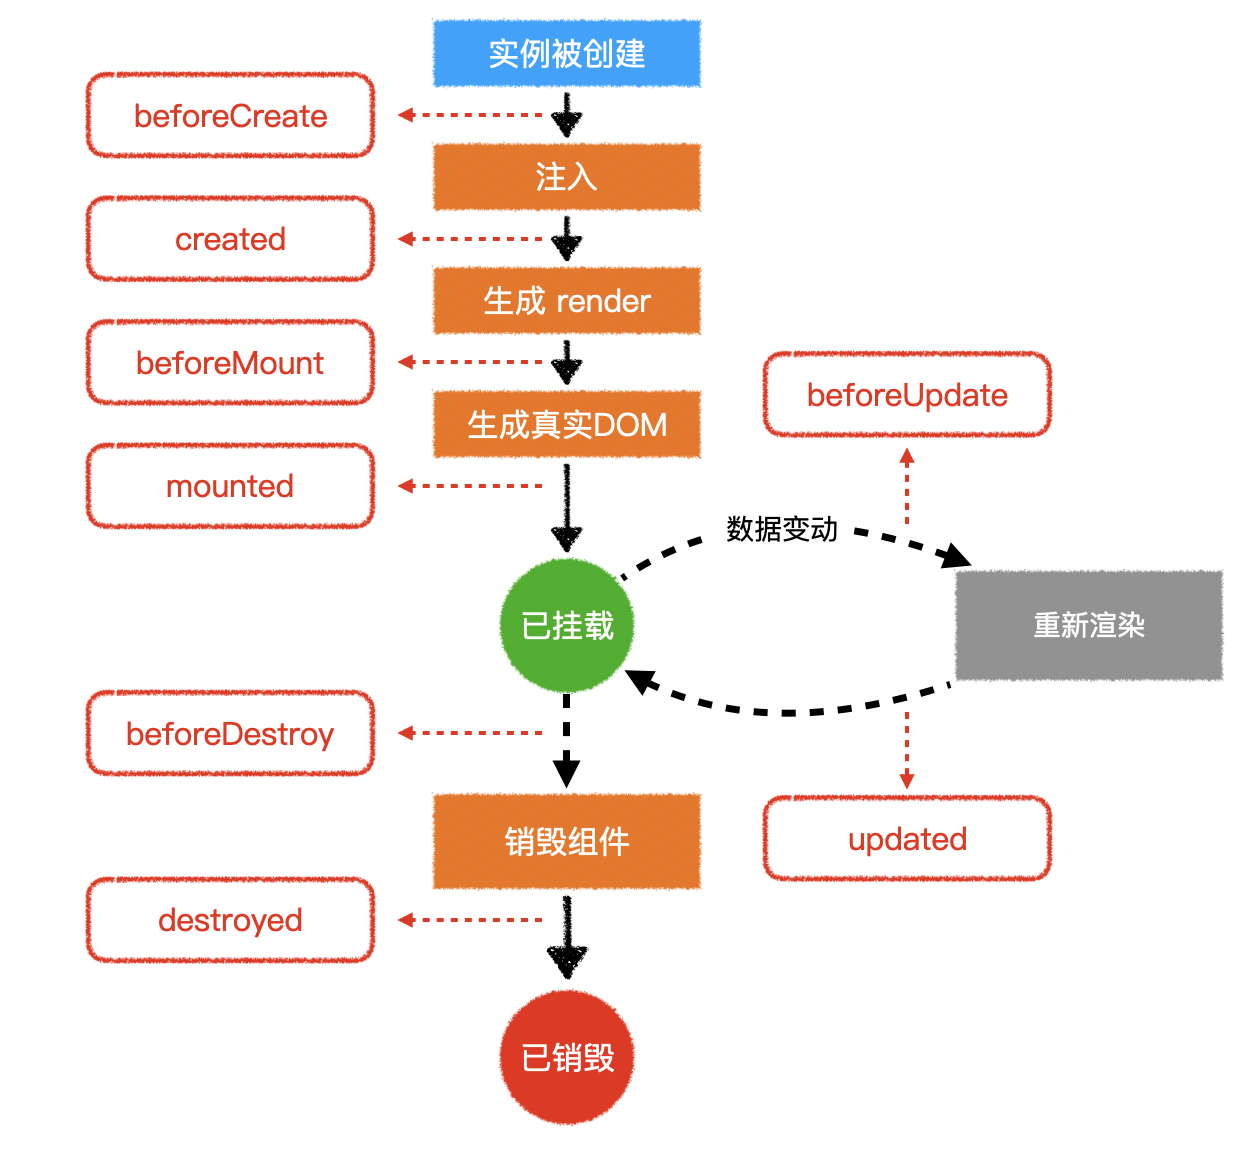 实例被创建
beforeCreate
注入
created
生成 render
beforeMount
生成真实DOM
beforeUpdate
mounted
数据变动
已挂载
重新渲染
beforeDestroy
销毁组件
updated
destroyed
已销毁